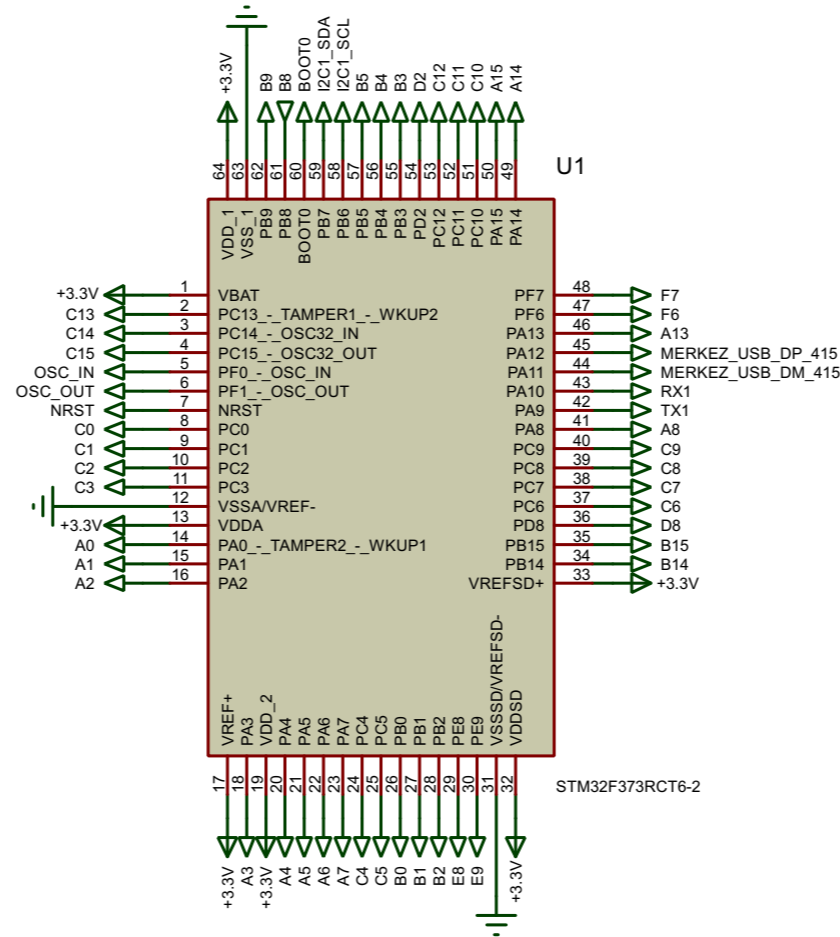 +3.3V
B9
B8
BOOT0
I2C1_SDA
I2C1_SCL
B5
B4
B3
D2
C12
C11
C10
A15
A14
64
63
62
61
60
59
58
57
56
55
54
53
52
51
50
49
U1
VDD_1
VSS_1
PB9
PB8
BOOT0
PB7
PB6
PB5
PB4
PB3
PD2
PC12
PC11
PC10
PA15
PA14
+3.3V 1 VBAT
C13 2 PC13_-_TAMPER1_-_WKUP2
C14 3 PC14_-_OSC32_IN
C15 4 PC15_-_OSC32_OUT
OSC_IN 5 PF0_-_OSC_IN
OSC_OUT 6 PF1_-_OSC_OUT
NRST 7 NRST
C0 8 PC0
C1 9 PC1
C2 10 PC2
C3 11 PC3
12 VSSA/VREF-
+3.3V 13 VDDA
A0 14 PA0_-_TAMPER2_-_WKUP1
A1 15 PA1
A2 16 PA2
PF7 48 F7
PF6 47 F6
PA13 46 A13
PA12 45 MERKEZ_USB_DP_415
PA11 44 MERKEZ_USB_DM_415
PA10 43 RX1
PA9 42 TX1
PA8 41 A8
PC9 40 C9
PC8 39 C8
PC7 38 C7
PC6 37 C6
PD8 36 D8
PB15 35 B15
PB14 34 B14
VREFSD+ 33 +3.3V
VREF+
PA3
VDD_2
PA4
PA5
PA6
PA7
PC4
PC5
PB0
PB1
PB2
PE8
PE9
VSSSD/VREFSD-
VDDSD
17
18
19
20
21
22
23
24
25
26
27
28
29
30
31
32
STM32F373RCT6-2
+3.3V
A3
+3.3V
A4
A5
A6
A7
C4
C5
B0
B1
B2
E8
E9
+3.3V